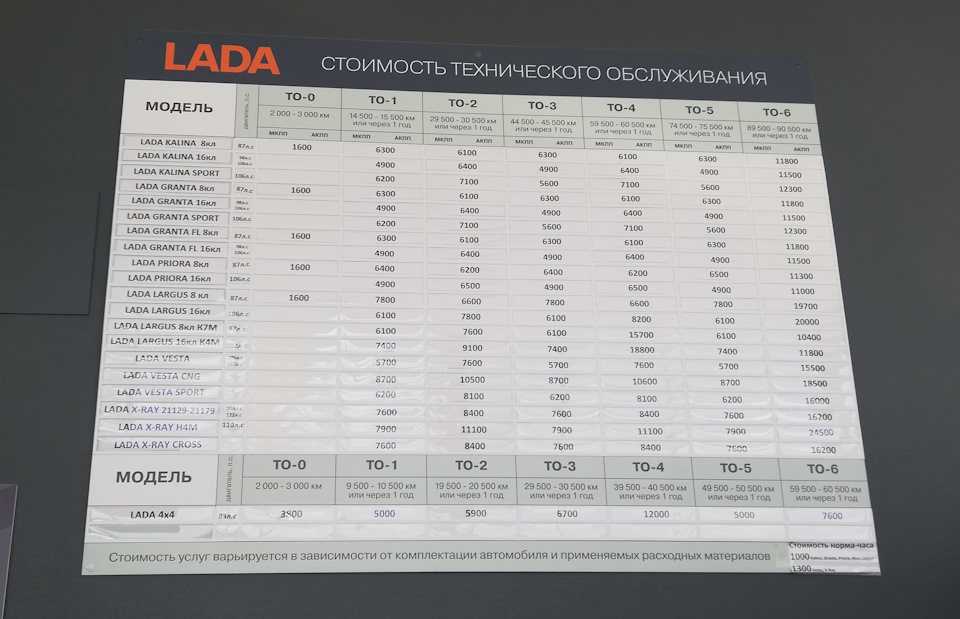 LADA СТОИМОСТЬ ТЕХНИЧЕСКОГО ОБСЛУЖИВАНИЯ
МОДЕЛЬ двигатель, л.с. ТО-0 ТО-1 ТО-2 ТО-3 ТО-4 ТО-5 ТО-6
2 000 - 3 000 км 14 500 - 15 500 км 29 500 - 30 500 км 44 500 - 45 500 км 59 500 - 60 500 км 74 500 - 75 500 км 89 500 - 90 500 км
или через 1 год или через 1 год или через 1 год или через 1 год или через 1 год или через 1 год
МКПП АКПП МКПП АКПП МКПП АКПП МКПП АКПП МКПП АКПП МКПП АКПП МКПП АКПП
LADA KALINA 8кл 87л.с 1600 6300 6100 6300 6100 6300 11800
LADA KALINA 16кл 4900 6400 4900 6400 4900 11500
LADA KALINA SPORT 106л.с 6200 7100 5600 7100 5600 12300
LADA GRANTA 8кл 87л.с 1600 6300 6100 6300 6100 6300 11800
LADA GRANTA 16кл 4900 6400 4900 6400 4900 11500
LADA GRANTA SPORT 106л.с 6200 7100 5600 7100 5600 12300
LADA GRANTA FL 8кл 87л.с 1600 6300 6100 6300 6100 6300 11800
LADA GRANTA FL 16кл 4900 6400 4900 6400 4900 11500
LADA PRIORA 8кл 87л.с 1600 6400 6200 6400 6200 6500 11300
LADA PRIORA 16кл 106л.с 4900 6500 4900 6500 4900 11000
LADA LARGUS 8 кл 87л.с 1600 7800 6600 7800 6600 7800 19700
LADA LARGUS 16кл 6100 7800 6100 8200 6100 20000
LADA LARGUS 8кл K7M 6100 7600 6100 15700 6100 10400
LADA LARGUS 16кл K4M 7400 9100 7400 18800 7400 11800
LADA VESTA 5700 7600 5700 7600 5700 15500
LADA VESTA CNG 8700 10500 8700 10600 8700 18500
LADA VESTA SPORT 6200 8100 6200 8100 6200 16000
LADA X-RAY 21129-21179 7600 8400 7600 8400 7600 16200
LADA X-RAY H4M 110л.с 7900 11100 7900 11100 7900 24500
LADA X-RAY CROSS 7600 8400 7600 8400 7600 16200
МОДЕЛЬ двигатель, л.с. ТО-0 ТО-1 ТО-2 ТО-3 ТО-4 ТО-5 ТО-6
2 000 - 3 000 км 9 500 - 10 500 км 19 500 - 20 500 км 29 500 - 30 500 км 39 500 - 40 500 км 49 500 - 50 500 км 59 500 - 60 500 км
или через 1 год или через 1 год или через 1 год или через 1 год или через 1 год или через 1 год
LADA 4x4 3800 5000 5900 6700 12000 5000 7600
Стоимость услуг варьируется в зависимости от комплектации автомобиля и применяемых расходных материалов
Стоимость норма-часа
1000
1300